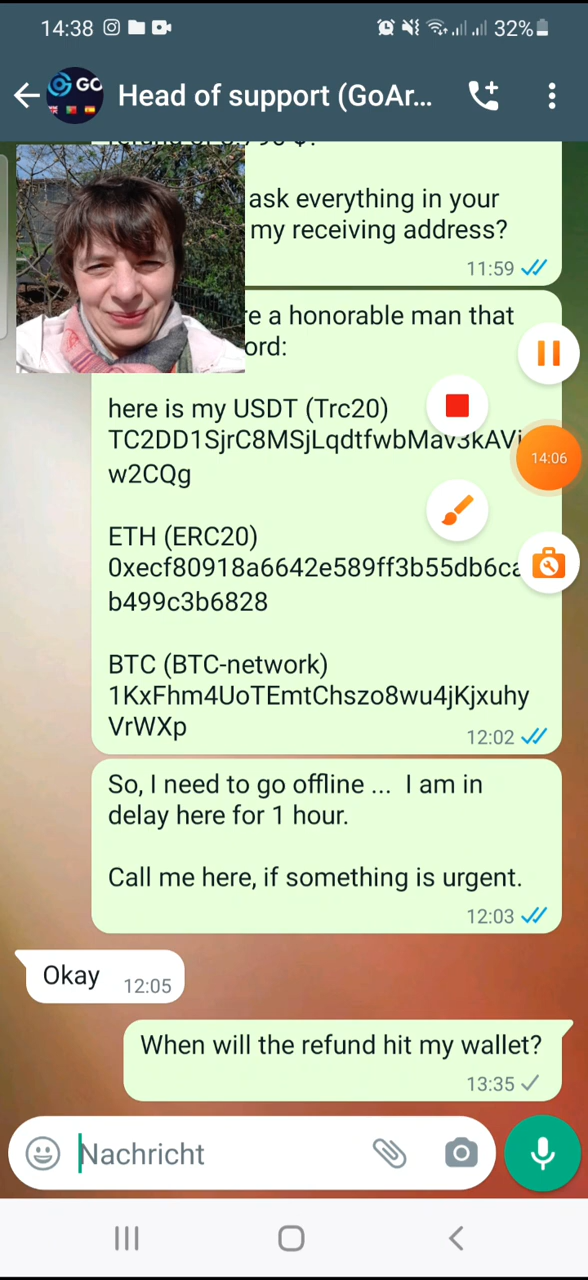 14:38 32%
GO
Head of support (GoAr...
ask everything in your
my receiving address?
11:59
re a honorable man that
ord:
here is my USDT (Trc20)
TC2DD1SjrC8MSjLqdtfwbMav3kAVi
w2CQg
ETH (ERC20)
0xecf80918a6642e589ff3b55db6ca
b499c3b6828
BTC (BTC-network)
1KxFhm4UoTEmtChszo8wu4jKjxuhy
VrWXp
12:02
14:06
So, I need to go offline ... I am in
delay here for 1 hour.
Call me here, if something is urgent.
12:03
Okay 12:05
When will the refund hit my wallet?
13:35
Nachricht